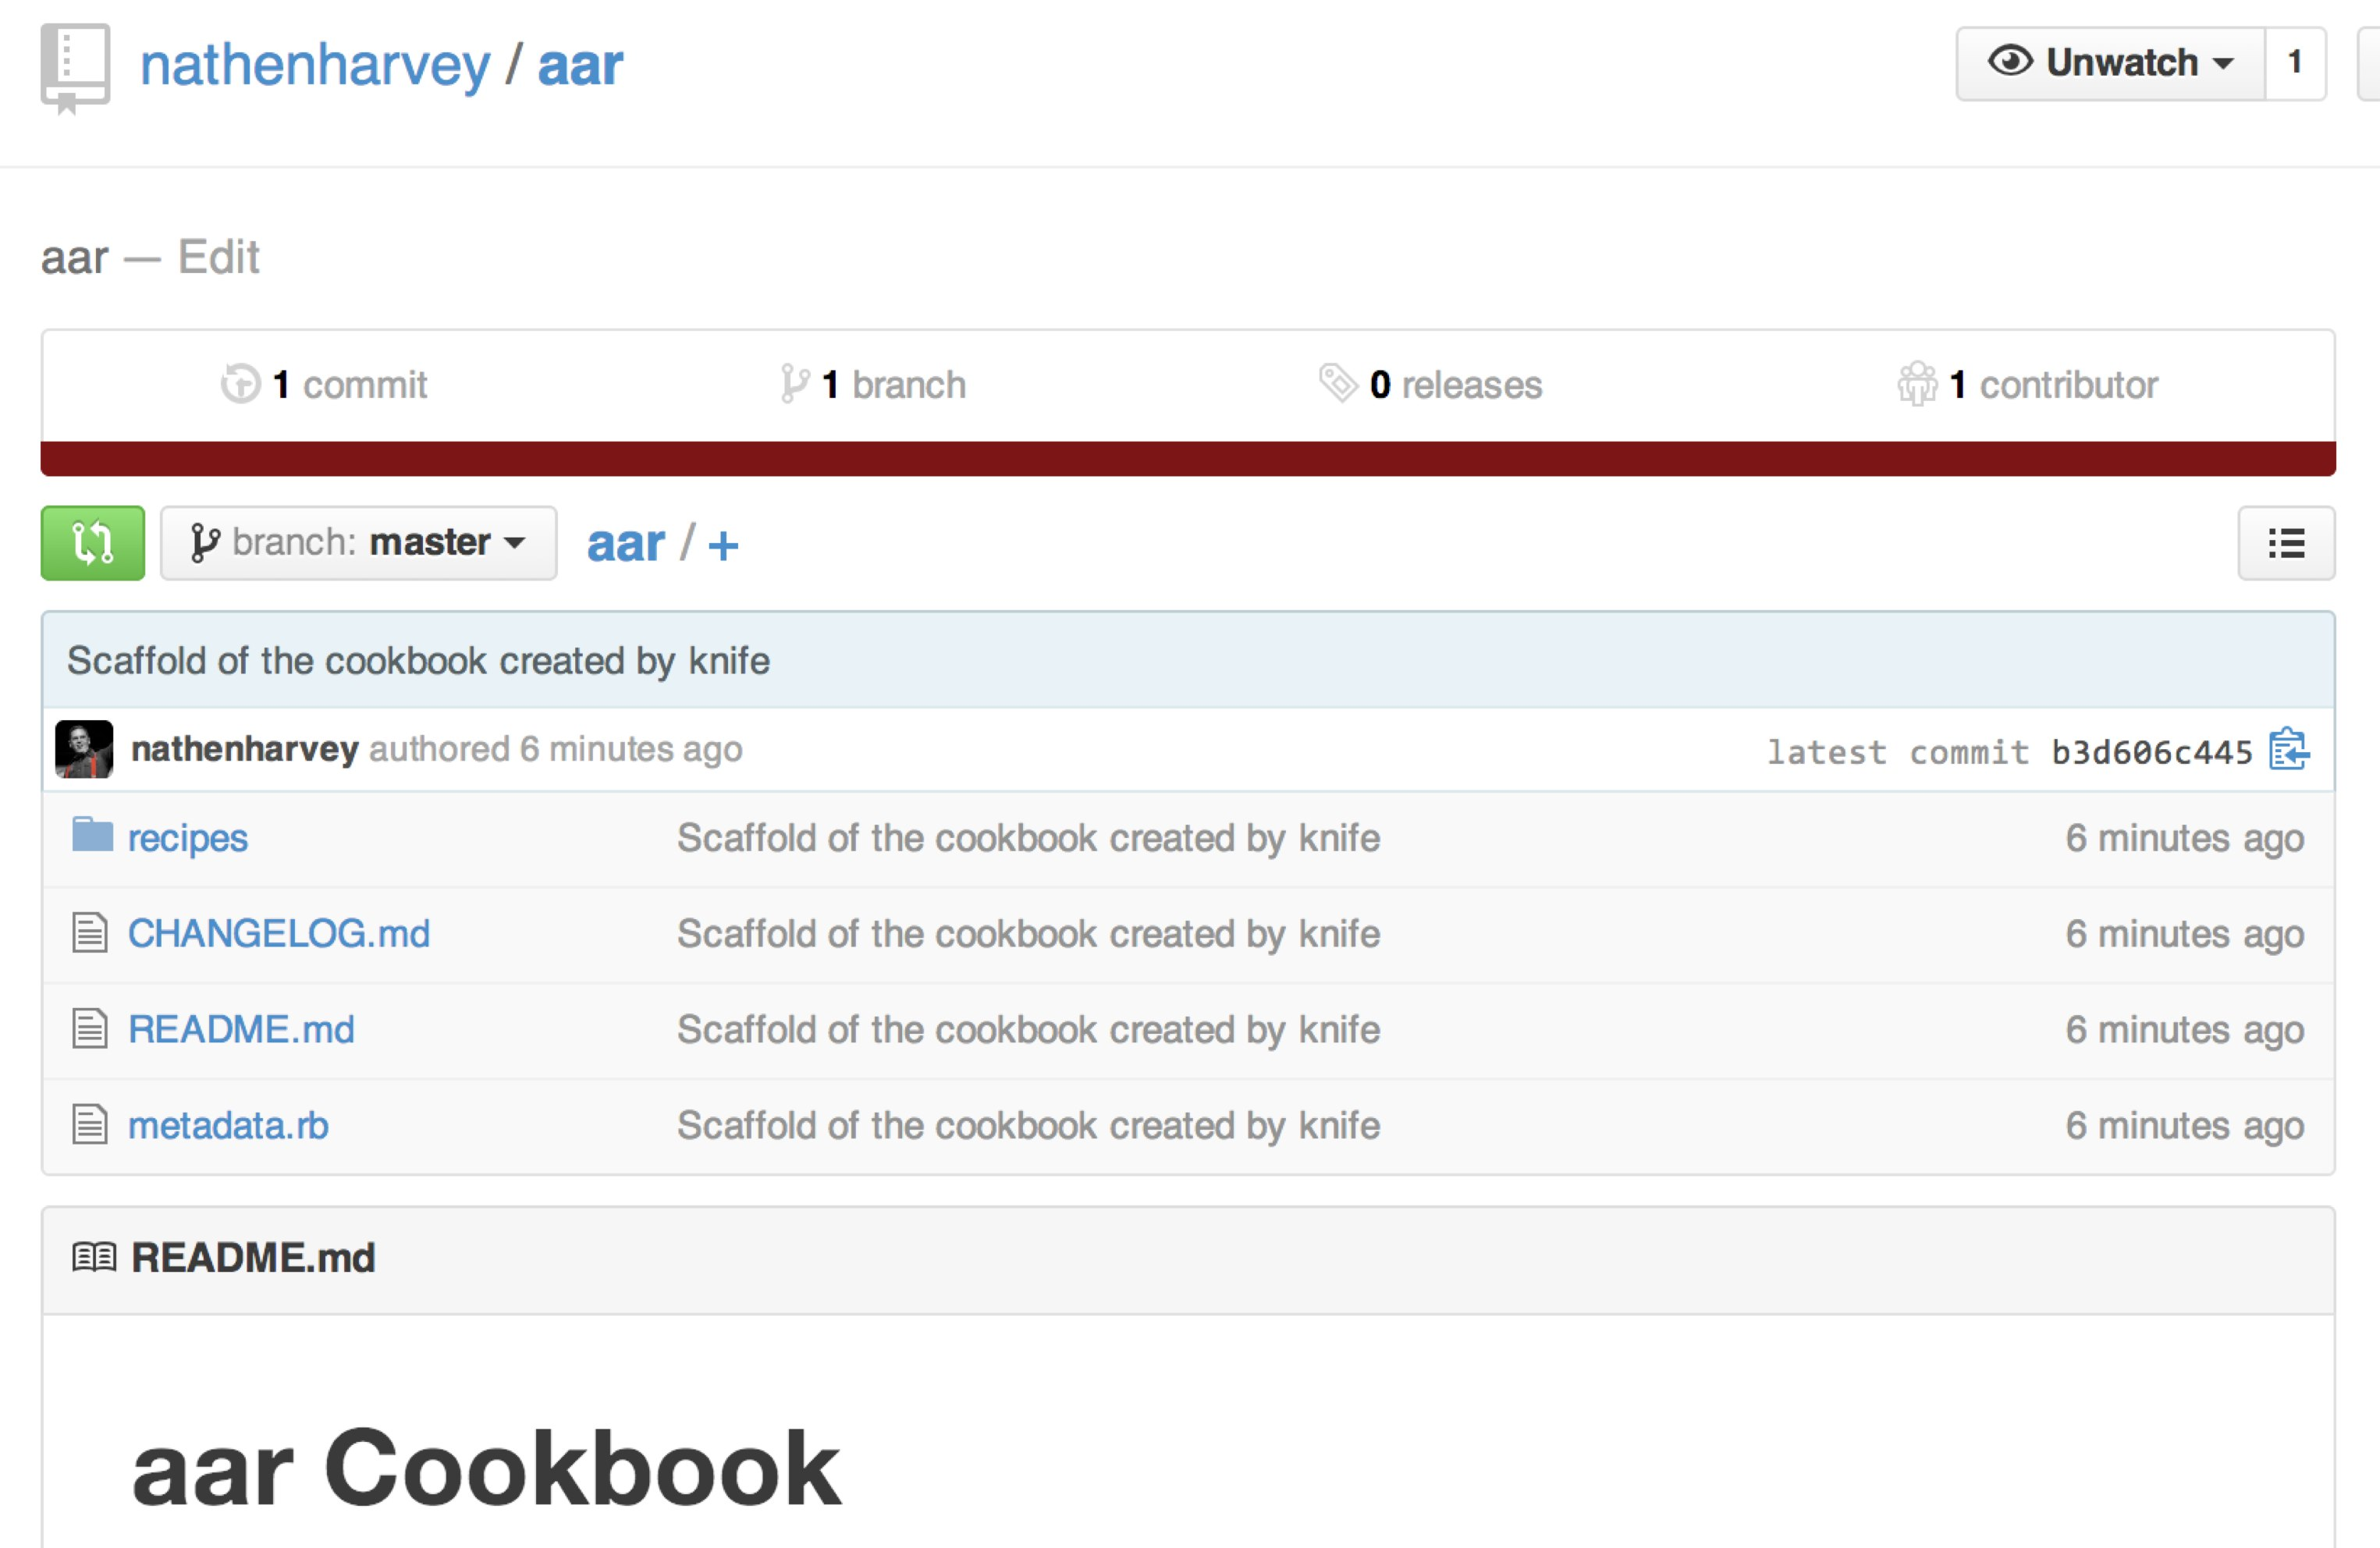 nathenharvey / aar
Unwatch 1
aar — Edit
1 commit 1 branch 0 releases 1 contributor
branch: master aar / +
Scaffold of the cookbook created by knife
nathenharvey authored 6 minutes ago latest commit b3d606c445
recipes Scaffold of the cookbook created by knife 6 minutes ago
CHANGELOG.md Scaffold of the cookbook created by knife 6 minutes ago
README.md Scaffold of the cookbook created by knife 6 minutes ago
metadata.rb Scaffold of the cookbook created by knife 6 minutes ago
README.md
aar Cookbook